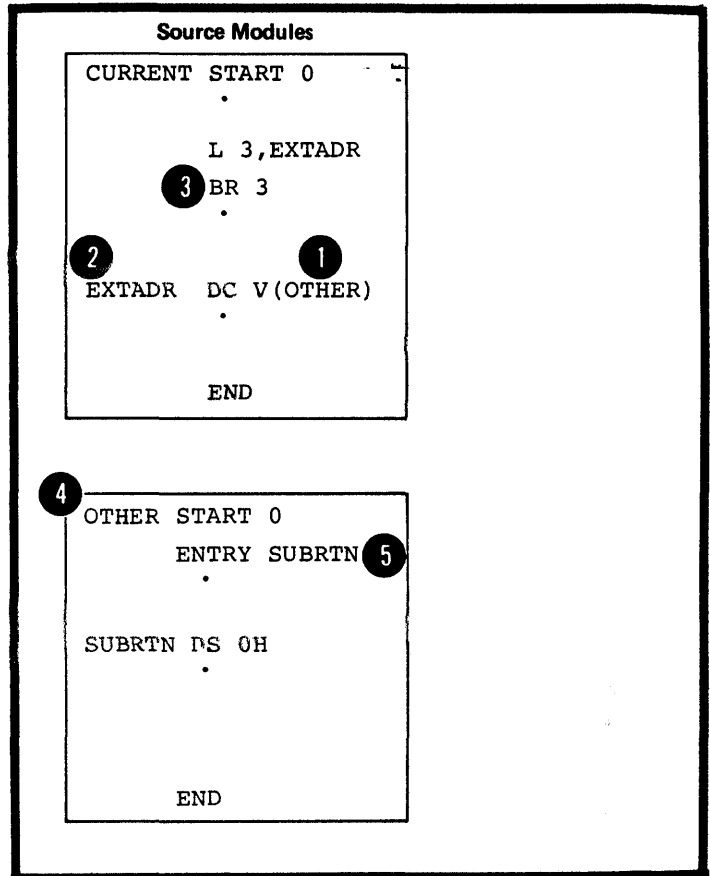 Source Modules
CURRENT START 0
L 3,EXTADR
3 BR 3
2 1
EXTADR DC V(OTHER)
END
4
OTHER START 0
ENTRY SUBRTN 5
SUBRTN DS 0H
END